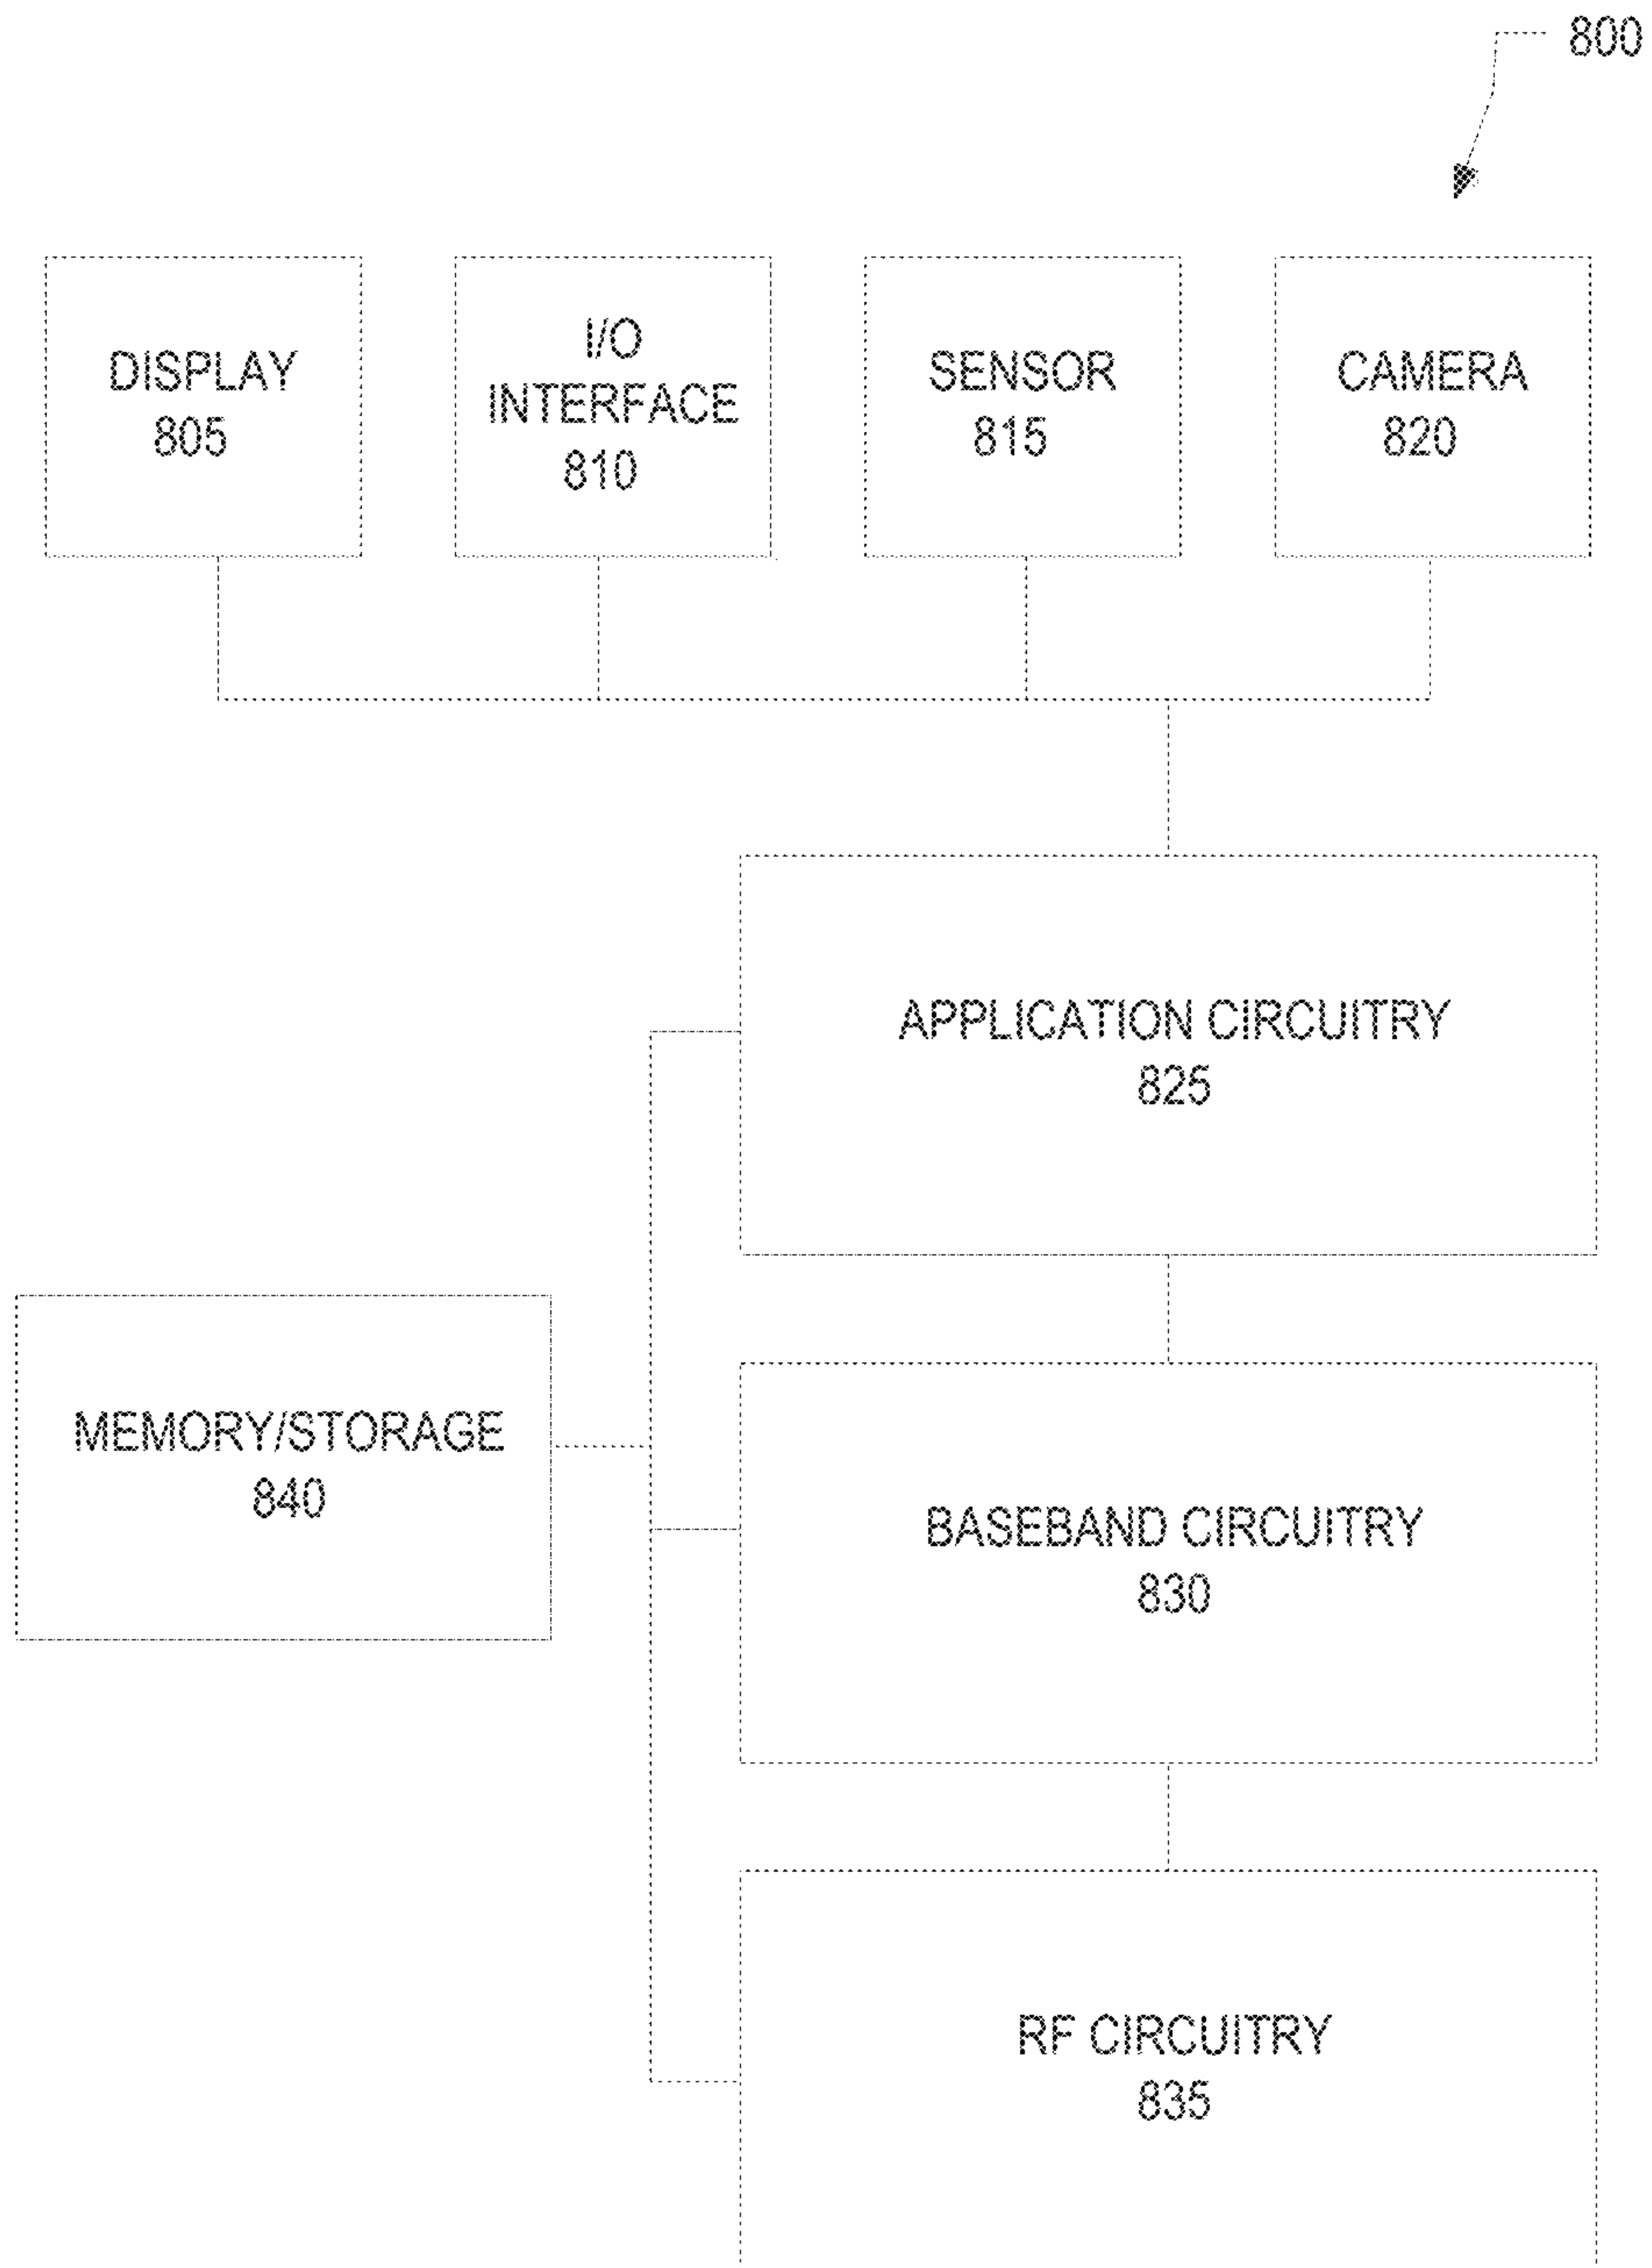 800
DISPLAY
805
I/O
INTERFACE
810
SENSOR
815
CAMERA
820
APPLICATION CIRCUITRY
825
MEMORY/STORAGE
840
BASEBAND CIRCUITRY
830
RF CIRCUITRY
835